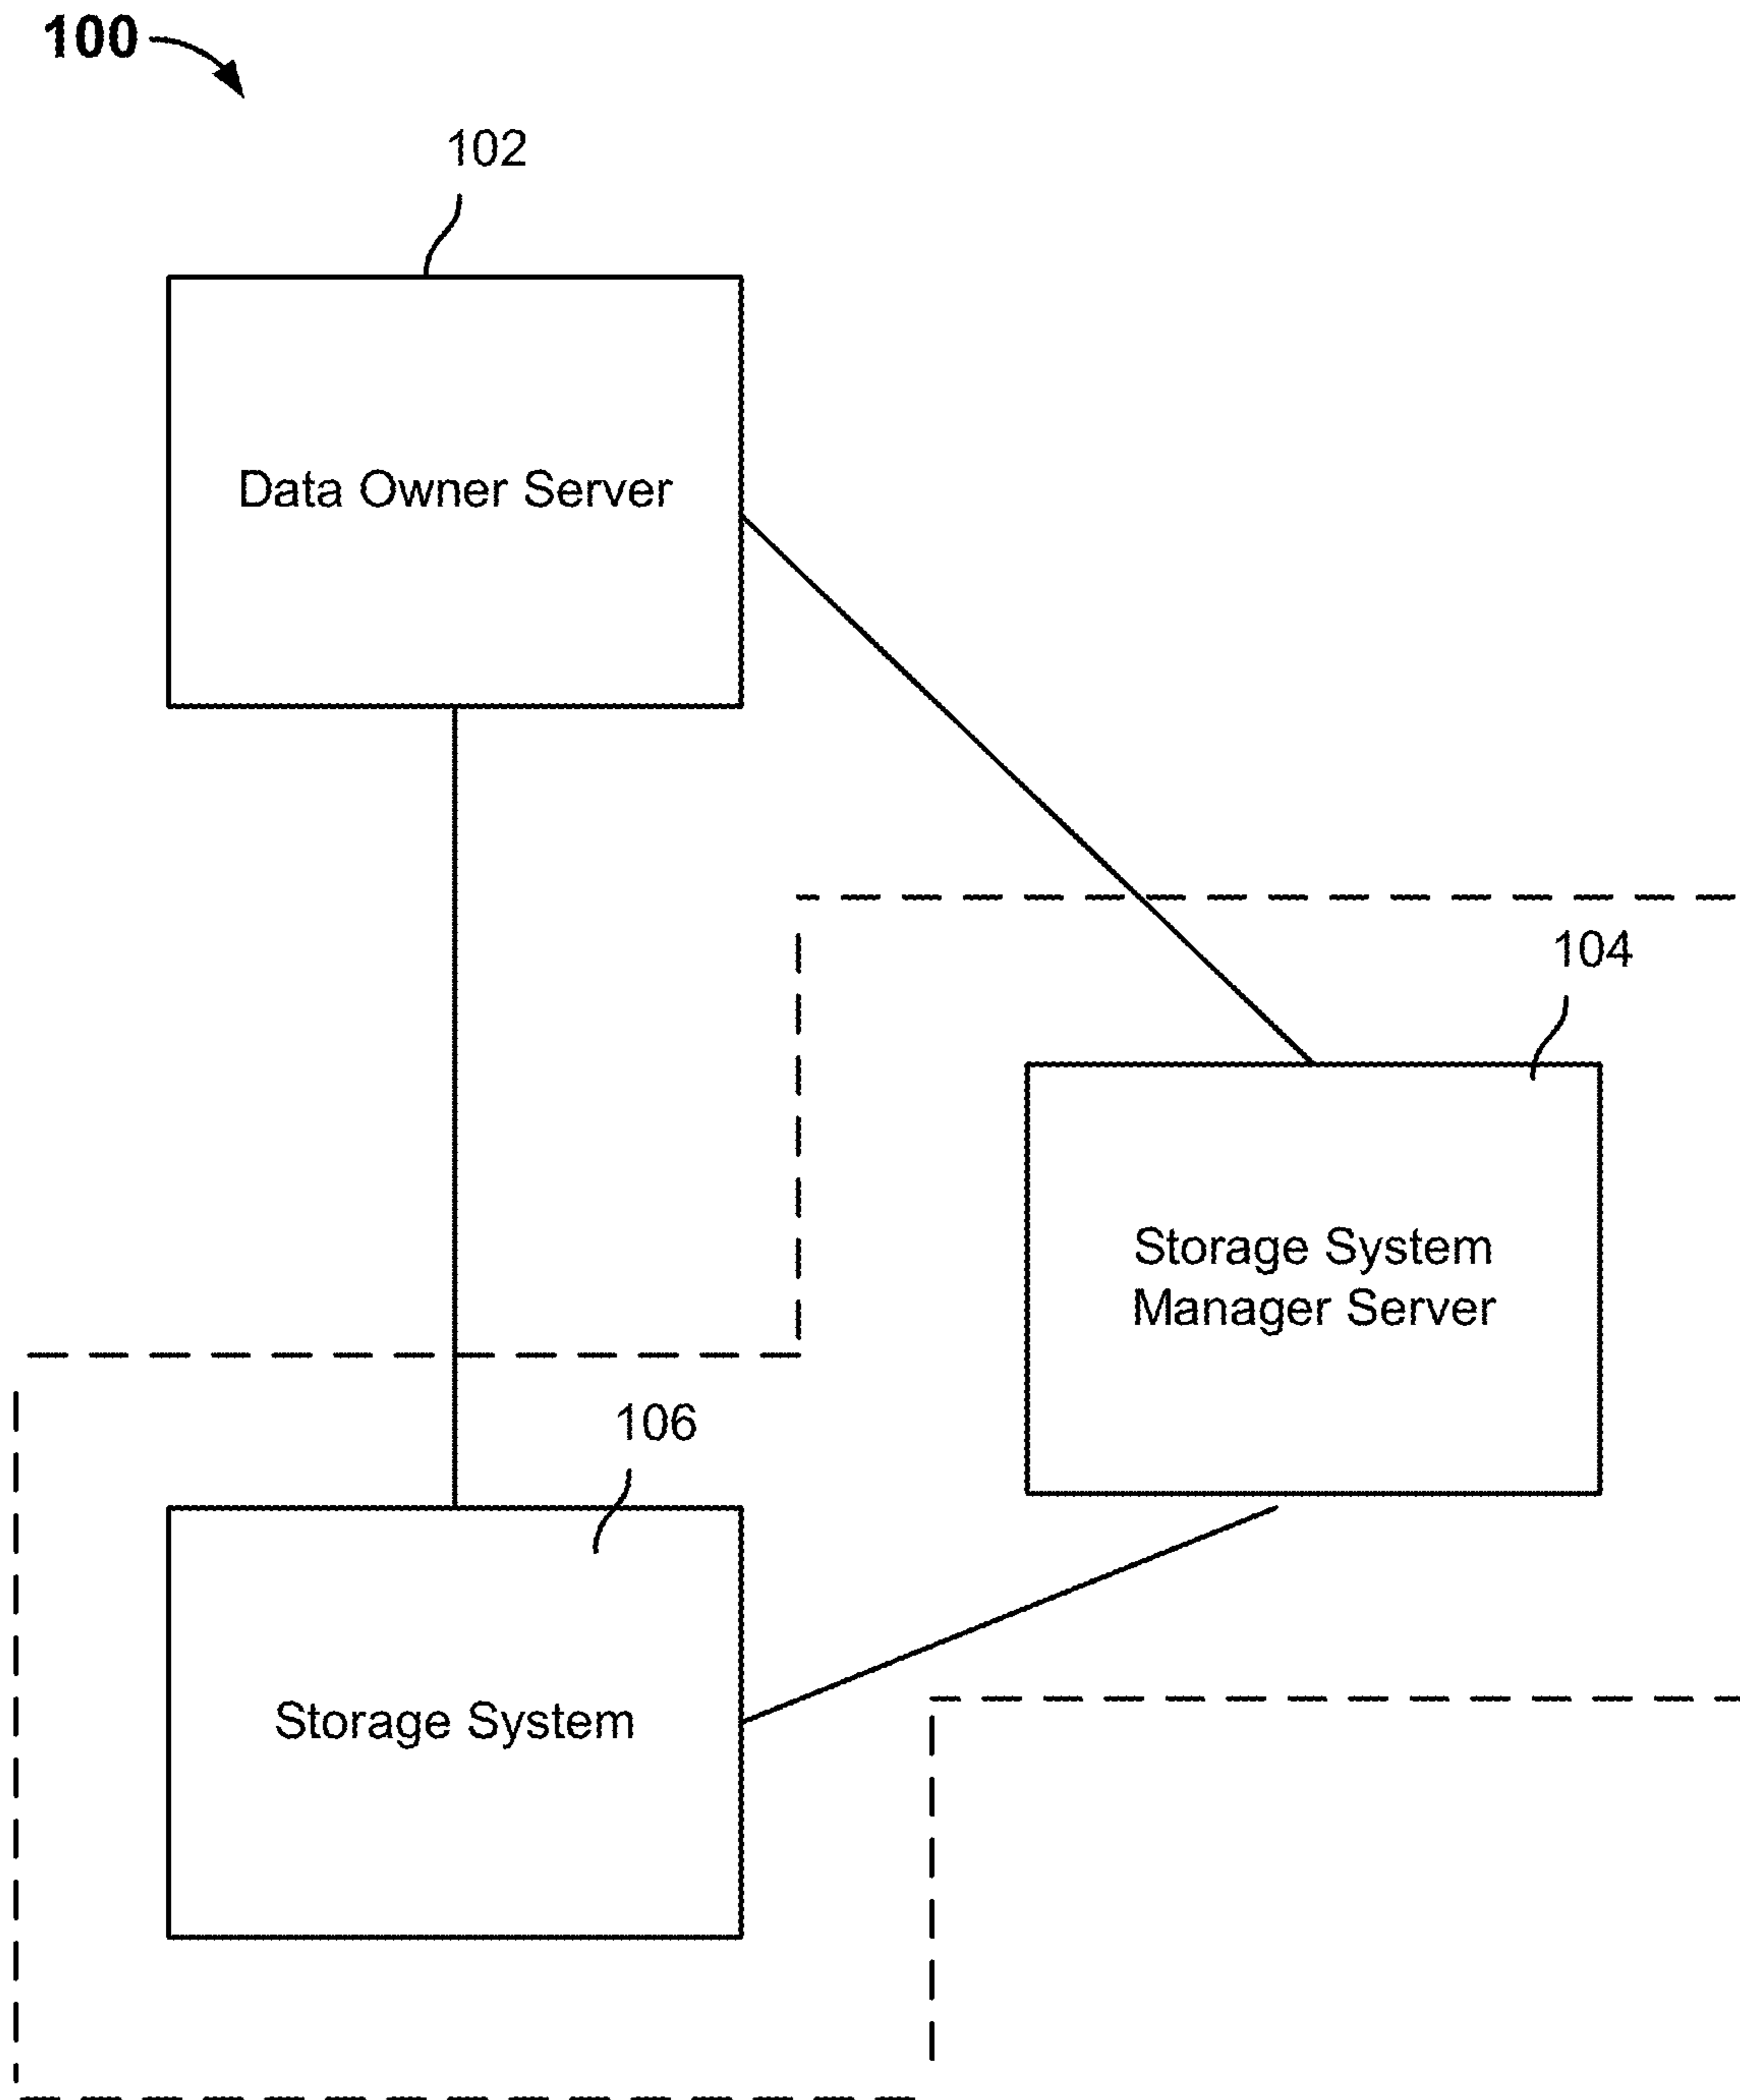 100
102
Data Owner Server
104
Storage System
Manager Server
106
Storage System